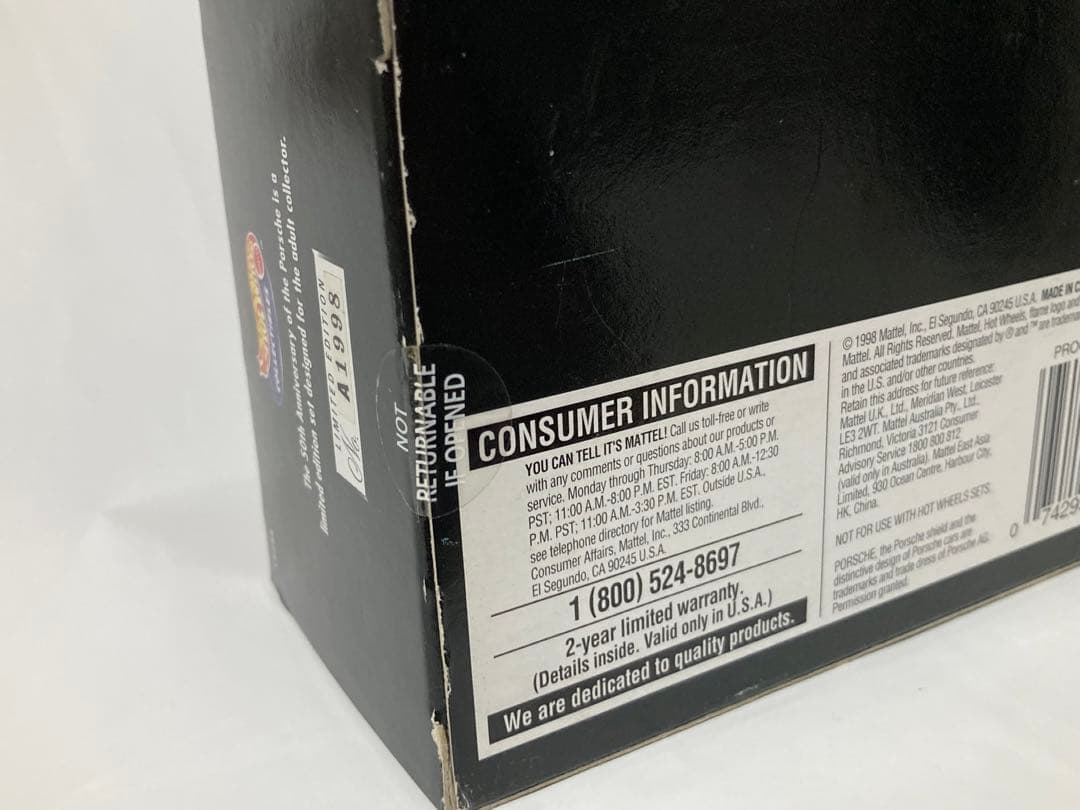 HOT WHEELS
COLLECTIBLES
The 50th Anniversary of the Porsche is a
limited edition set designed for the adult collector.
LIMITED EDITION
No. A1998
NOT
RETURNABLE
IF OPENED
CONSUMER INFORMATION
YOU CAN TELL IT'S MATTEL! Call us toll-free or write
with any comments or questions about our products or
service. Monday through Thursday: 8:00 A.M.-5:00 P.M.
PST; 11:00 A.M.-8:00 P.M. EST. Friday: 8:00 A.M.-12:30
P.M. PST; 11:00 A.M.-3:30 P.M. EST. Outside U.S.A.,
see telephone directory for Mattel listing.
Consumer Affairs, Mattel, Inc., 333 Continental Blvd.,
El Segundo, CA 90245 U.S.A.
1 (800) 524-8697
2-year limited warranty.
(Details inside. Valid only in U.S.A.)
We are dedicated to quality products.
© 1998 Mattel, Inc., El Segundo, CA 90245 U.S.A. MADE IN C
Mattel. All Rights Reserved. Mattel, Hot Wheels, flame logo and
and associated trademarks designated by ® and ™ are trademar
in the U.S. and/or other countries.
Retain this address for future reference:
Mattel U.K., Ltd., Meridian West, Leicester
LE3 2WT. Mattel Australia Pty., Ltd.,
Richmond, Victoria 3121 Consumer
Advisory Service 1800 800 812
(valid only in Australia). Mattel East Asia
Limited, 930 Ocean Centre, Harbour City,
HK, China.
NOT FOR USE WITH HOT WHEELS SETS.
PORSCHE, the Porsche shield and the
distinctive design of Porsche cars are
trademarks and trade dress of Porsche AG.
Permission granted.
PRO
0 7429